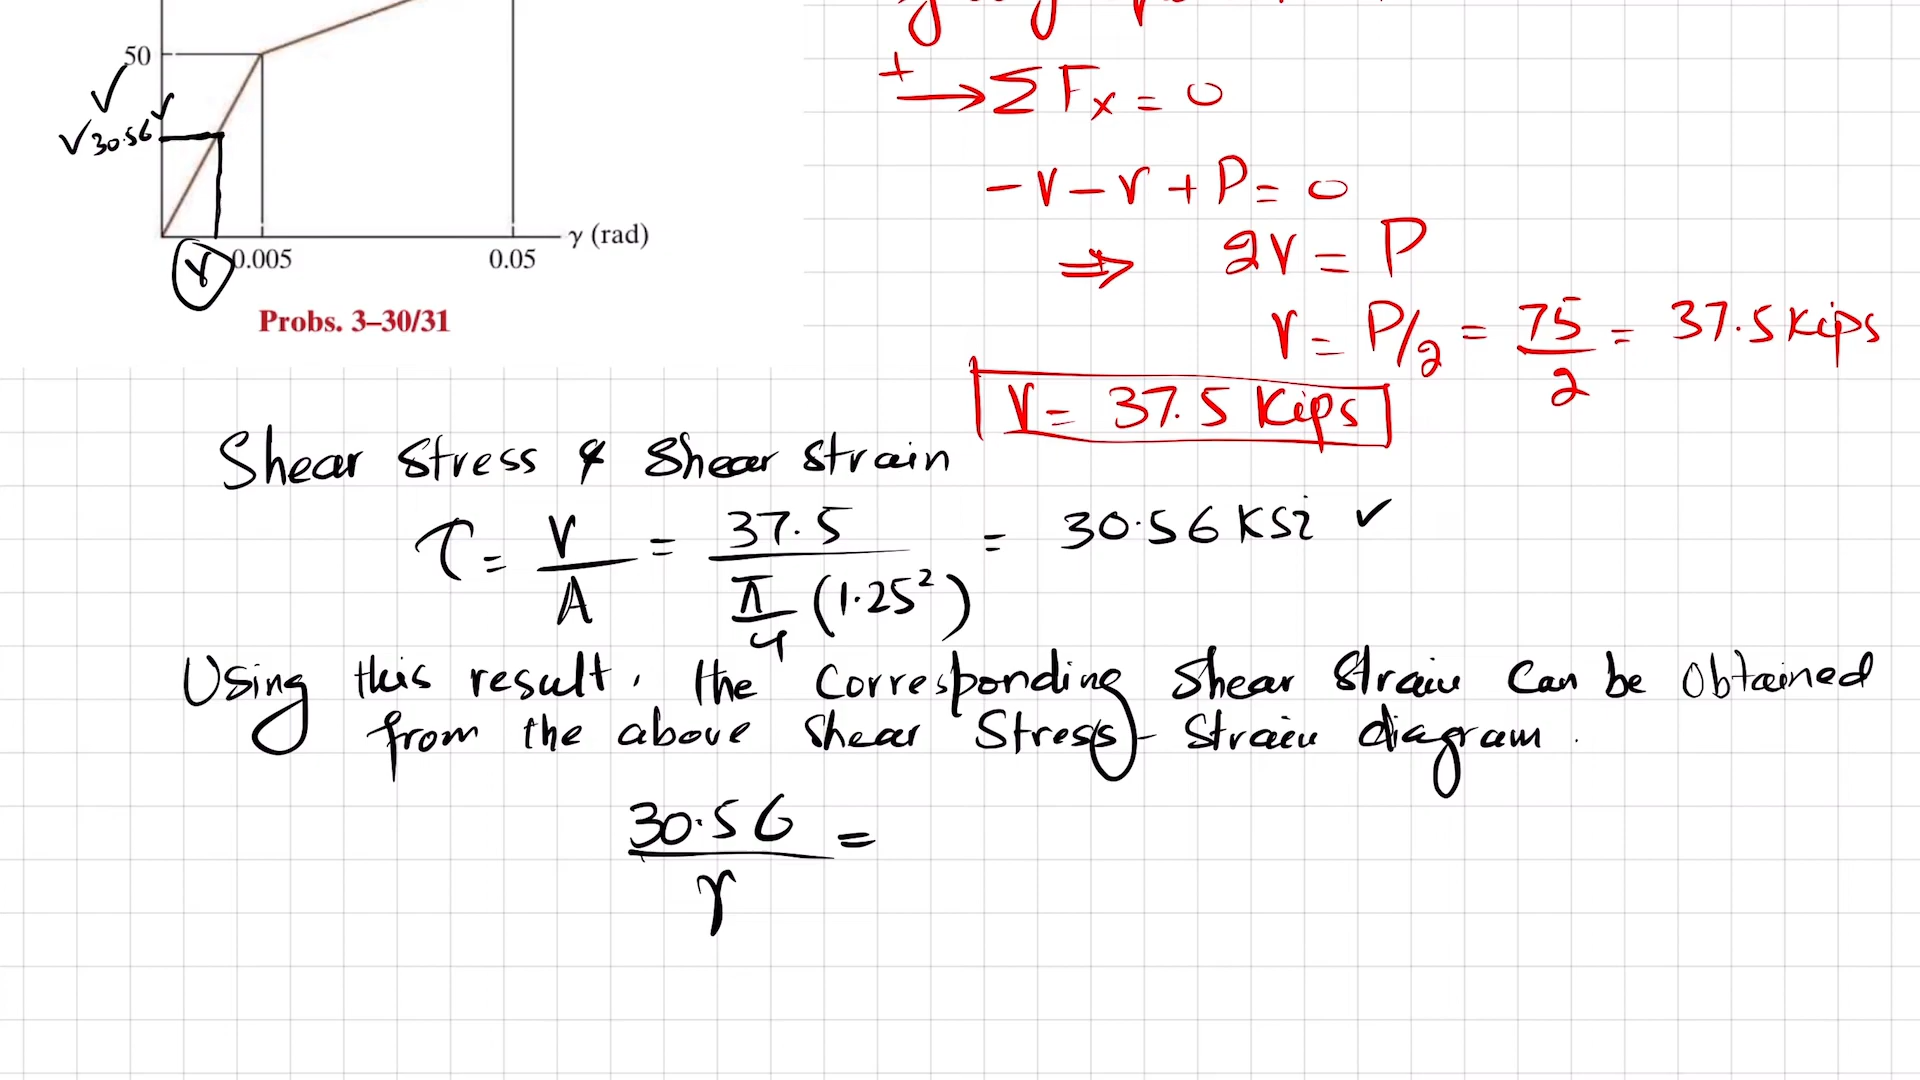 50
30.56
γ (rad)
γ 0.005 0.05
Probs. 3–30/31
+ → Σ Fx = 0
- V - V + P = 0
⇒ 2V = P
V = P/2 = 75/2 = 37.5 Kips
V = 37.5 Kips
Shear Stress & Shear Strain
τ = V/A = 37.5 / (π/4 (1.25²)) = 30.56 Ksi ✓
Using this result, the Corresponding Shear Strain Can be Obtained
from the above Shear Stress - Strain diagram.
30.56/γ =